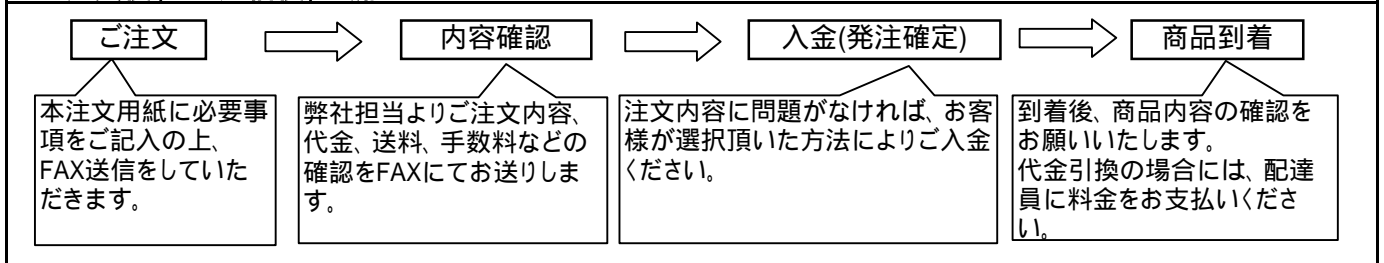 ご注文
内容確認
入金(発注確定)
商品到着
本注文用紙に必要事
項をご記入の上、
FAX送信をしていた
だきます。
弊社担当よりご注文内容、
代金、送料、手数料などの
確認をFAXにてお送りしま
す。
注文内容に問題がなければ、お客
様が選択頂いた方法によりご入金
ください。
到着後、商品内容の確認を
お願いいたします。
代金引換の場合には、配達
員に料金をお支払いくださ
い。